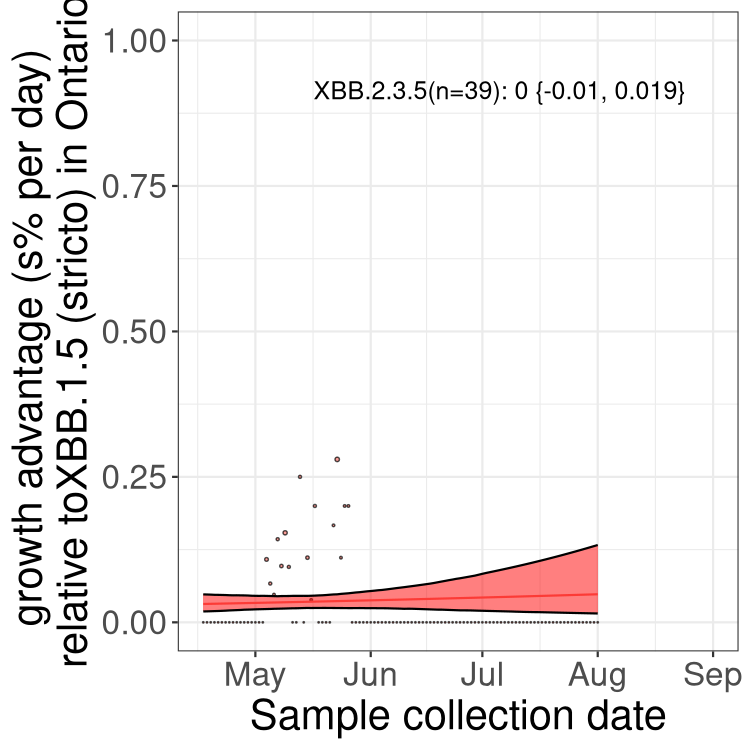 growth advantage (s% per day)
relative toXBB.1.5 (stricto) in Ontario
1.00
0.75
0.50
0.25
0.00
XBB.2.3.5(n=39): 0 {-0.01, 0.019}
May Jun Jul Aug Sep
Sample collection date